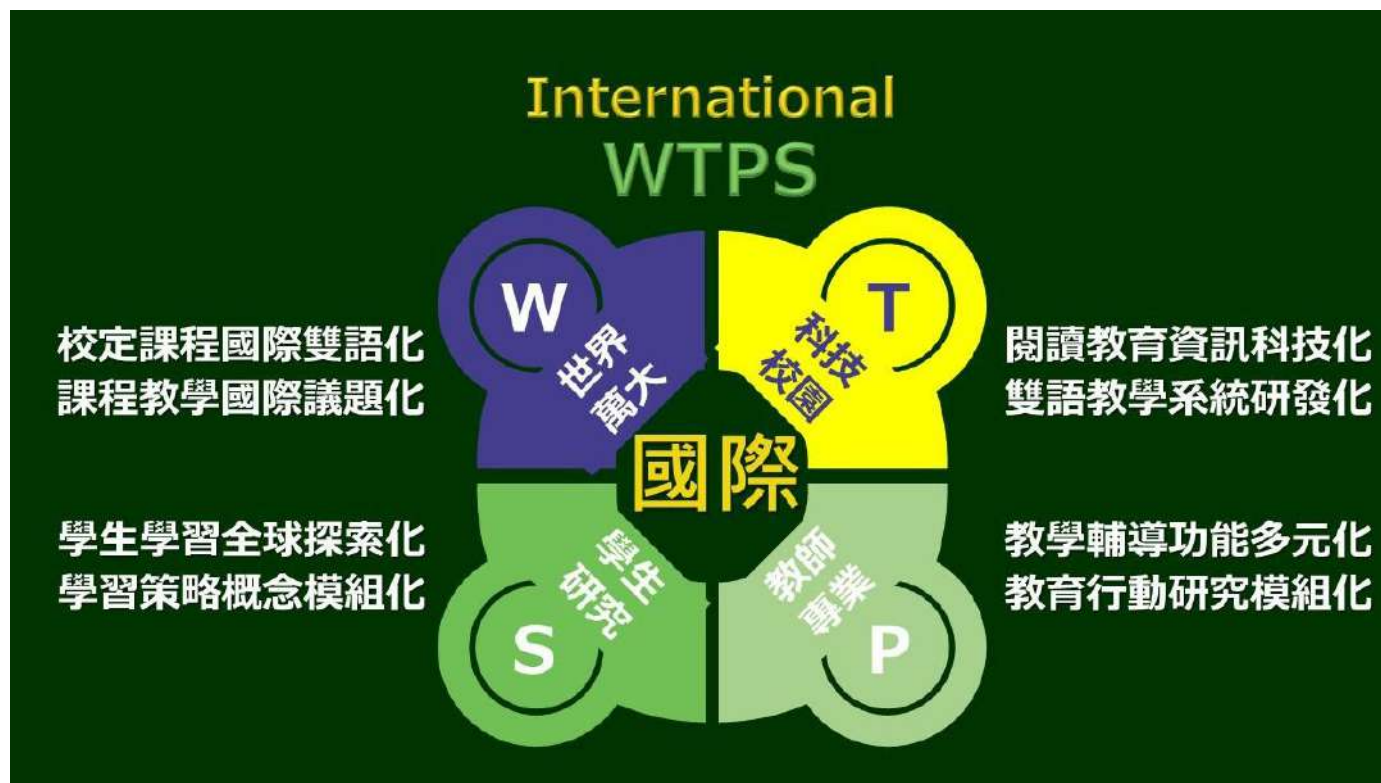 International
WTPS
W
世界
萬大
校定課程國際雙語化
課程教學國際議題化
T
科技
校園
閱讀教育資訊科技化
雙語教學系統研發化
國際
學生
研究
S
學生學習全球探索化
學習策略概念模組化
教師
專業
P
教學輔導功能多元化
教育行動研究模組化